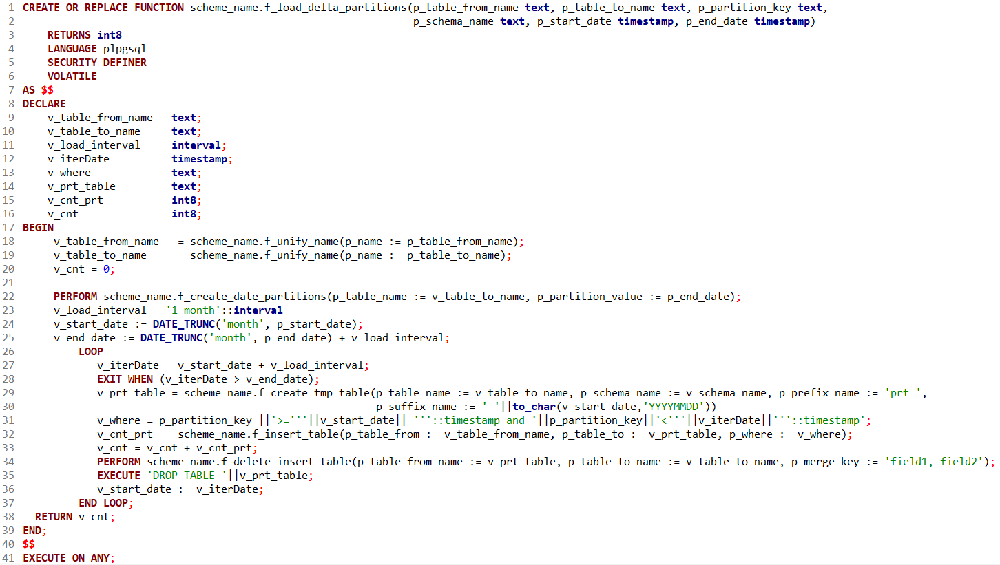 1 CREATE OR REPLACE FUNCTION scheme_name.f_load_delta_partitions(p_table_from_name text, p_table_to_name text, p_partition_key text,
2 p_schema_name text, p_start_date timestamp, p_end_date timestamp)
3 RETURNS int8
4 LANGUAGE plpgsql
5 SECURITY DEFINER
6 VOLATILE
7 AS $$
8 DECLARE
9 v_table_from_name text;
10 v_table_to_name text;
11 v_load_interval interval;
12 v_iterDate timestamp;
13 v_where text;
14 v_prt_table text;
15 v_cnt_prt int8;
16 v_cnt int8;
17 BEGIN
18 v_table_from_name = scheme_name.f_unify_name(p_name := p_table_from_name);
19 v_table_to_name = scheme_name.f_unify_name(p_name := p_table_to_name);
20 v_cnt = 0;
21
22 PERFORM scheme_name.f_create_date_partitions(p_table_name := v_table_to_name, p_partition_value := p_end_date);
23 v_load_interval = '1 month'::interval
24 v_start_date := DATE_TRUNC('month', p_start_date);
25 v_end_date := DATE_TRUNC('month', p_end_date) + v_load_interval;
26 LOOP
27 v_iterDate = v_start_date + v_load_interval;
28 EXIT WHEN (v_iterDate > v_end_date);
29 v_prt_table = scheme_name.f_create_tmp_table(p_table_name := v_table_to_name, p_schema_name := v_schema_name, p_prefix_name := 'prt_',
30 p_suffix_name := '_'||to_char(v_start_date,'YYYYMMDD'))
31 v_where = p_partition_key ||'>='''||v_start_date|| '''::timestamp and '||p_partition_key||'<'''||v_iterDate||'''::timestamp';
32 v_cnt_prt = scheme_name.f_insert_table(p_table_from := v_table_from_name, p_table_to := v_prt_table, p_where := v_where);
33 v_cnt = v_cnt + v_cnt_prt;
34 PERFORM scheme_name.f_delete_insert_table(p_table_from_name := v_prt_table, p_table_to_name := v_table_to_name, p_merge_key := 'field1, field2');
35 EXECUTE 'DROP TABLE '||v_prt_table;
36 v_start_date := v_iterDate;
37 END LOOP;
38 RETURN v_cnt;
39 END;
40 $$
41 EXECUTE ON ANY;